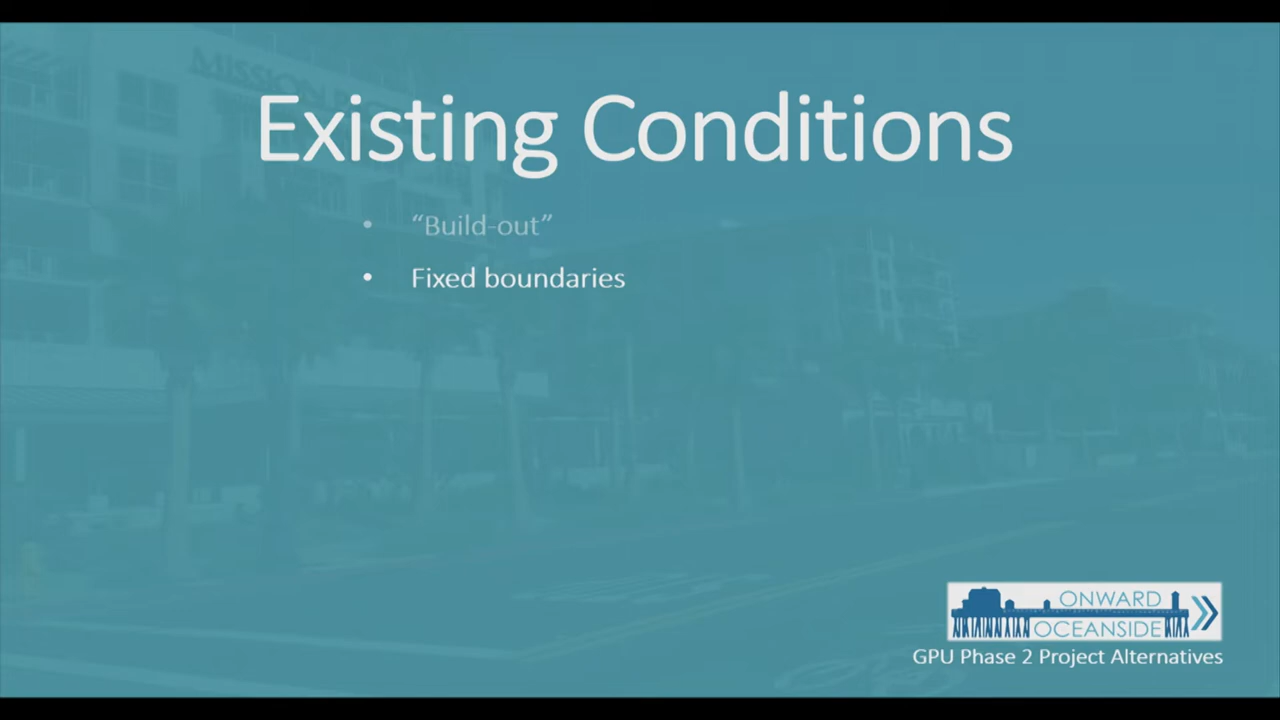 Existing Conditions
• “Build-out”
• Fixed boundaries
ONWARD
OCEANSIDE
GPU Phase 2 Project Alternatives